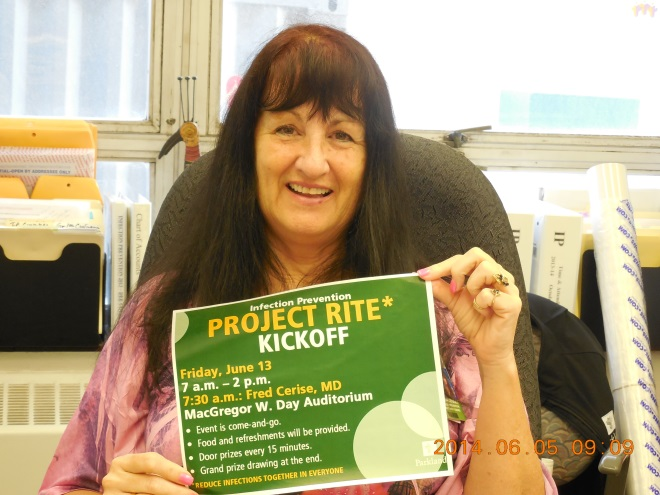 Infection Prevention
PROJECT RITE*
KICKOFF
Friday, June 13
7 a.m. – 2 p.m.
7:30 a.m.: Fred Cerise, MD
MacGregor W. Day Auditorium
• Event is come-and-go.
• Food and refreshments will be provided.
• Door prizes every 15 minutes.
• Grand prize drawing at the end.
REDUCE INFECTIONS TOGETHER IN EVERYONE
Parkland
2014.06.05 09:09
IP
IP